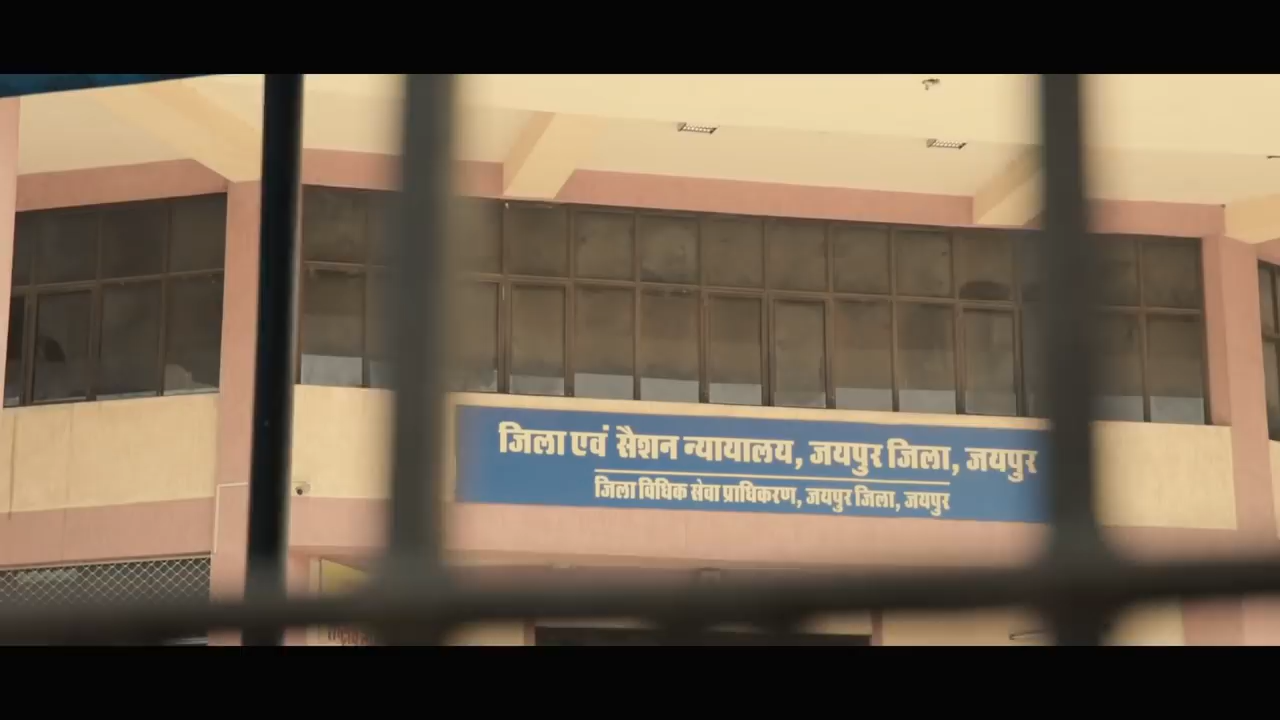 जिला एवं सैशन न्यायालय, जयपुर जिला, जयपुर
जिला विधिक सेवा प्राधिकरण, जयपुर जिला, जयपुर